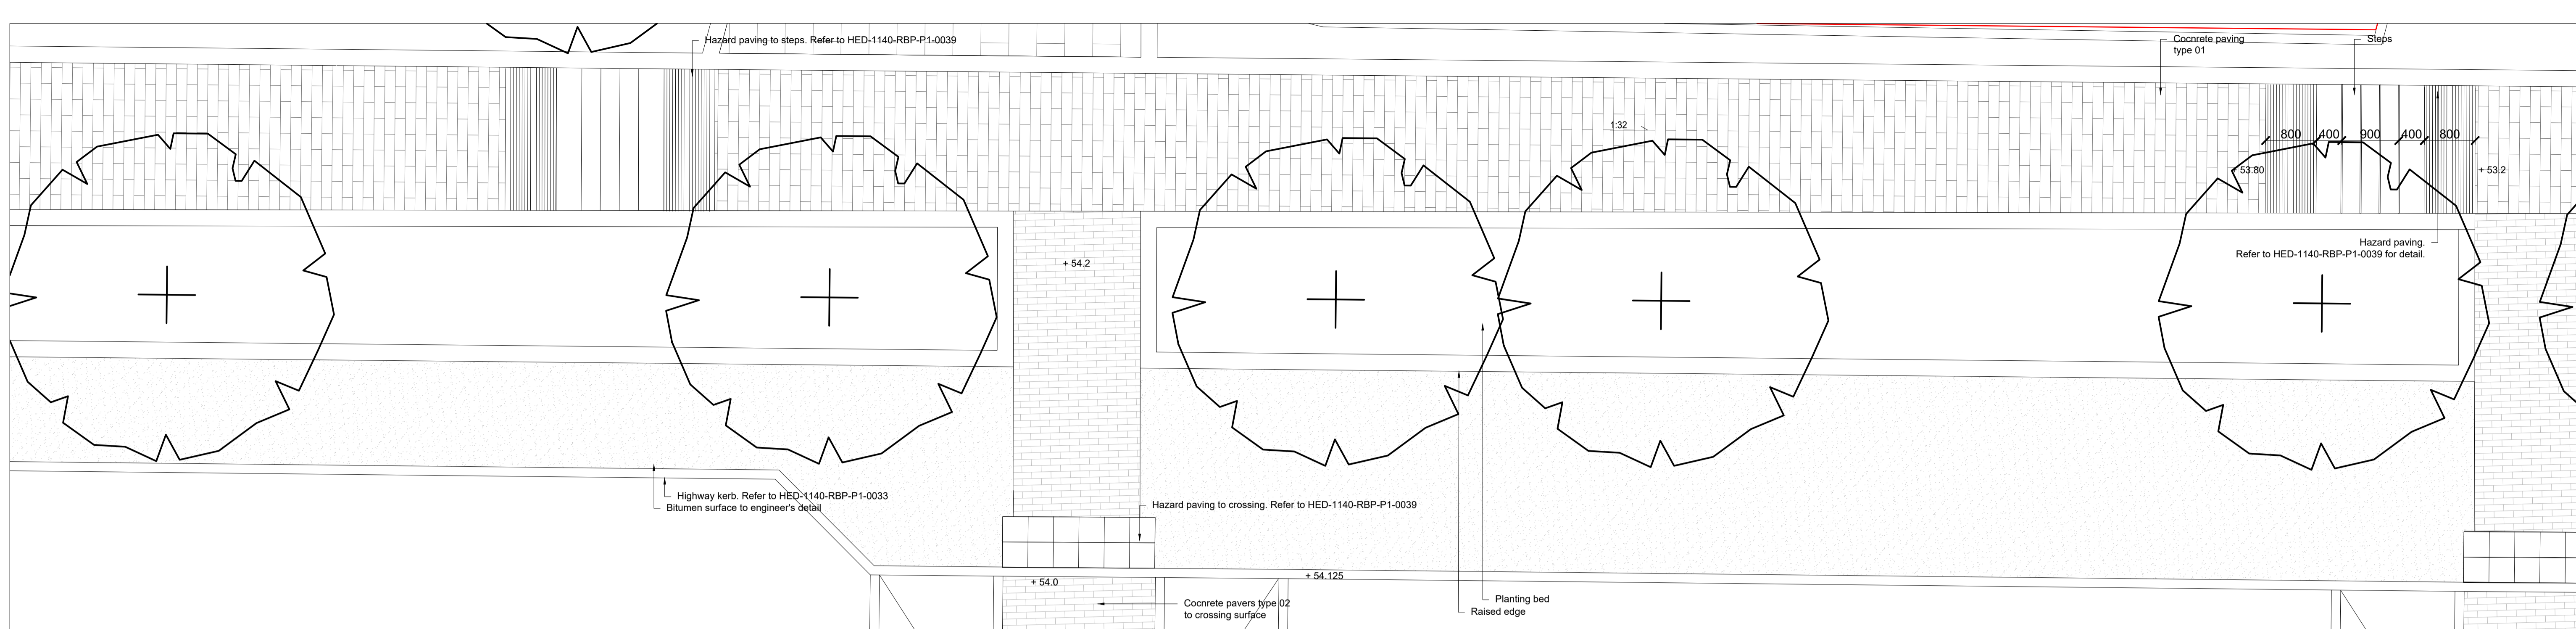 Hazard paving to steps. Refer to HED-1140-RBP-P1-0039
Cocnrete paving
type 01
Steps
1:32
800
400
900
400
800
+ 53.80
+ 53.2
Hazard paving.
Refer to HED-1140-RBP-P1-0039 for detail.
+ 54.2
Highway kerb. Refer to HED-1140-RBP-P1-0033
Bitumen surface to engineer's detail
Hazard paving to crossing. Refer to HED-1140-RBP-P1-0039
+ 54.0
+ 54.125
Cocnrete pavers type 02
to crossing surface
Planting bed
Raised edge